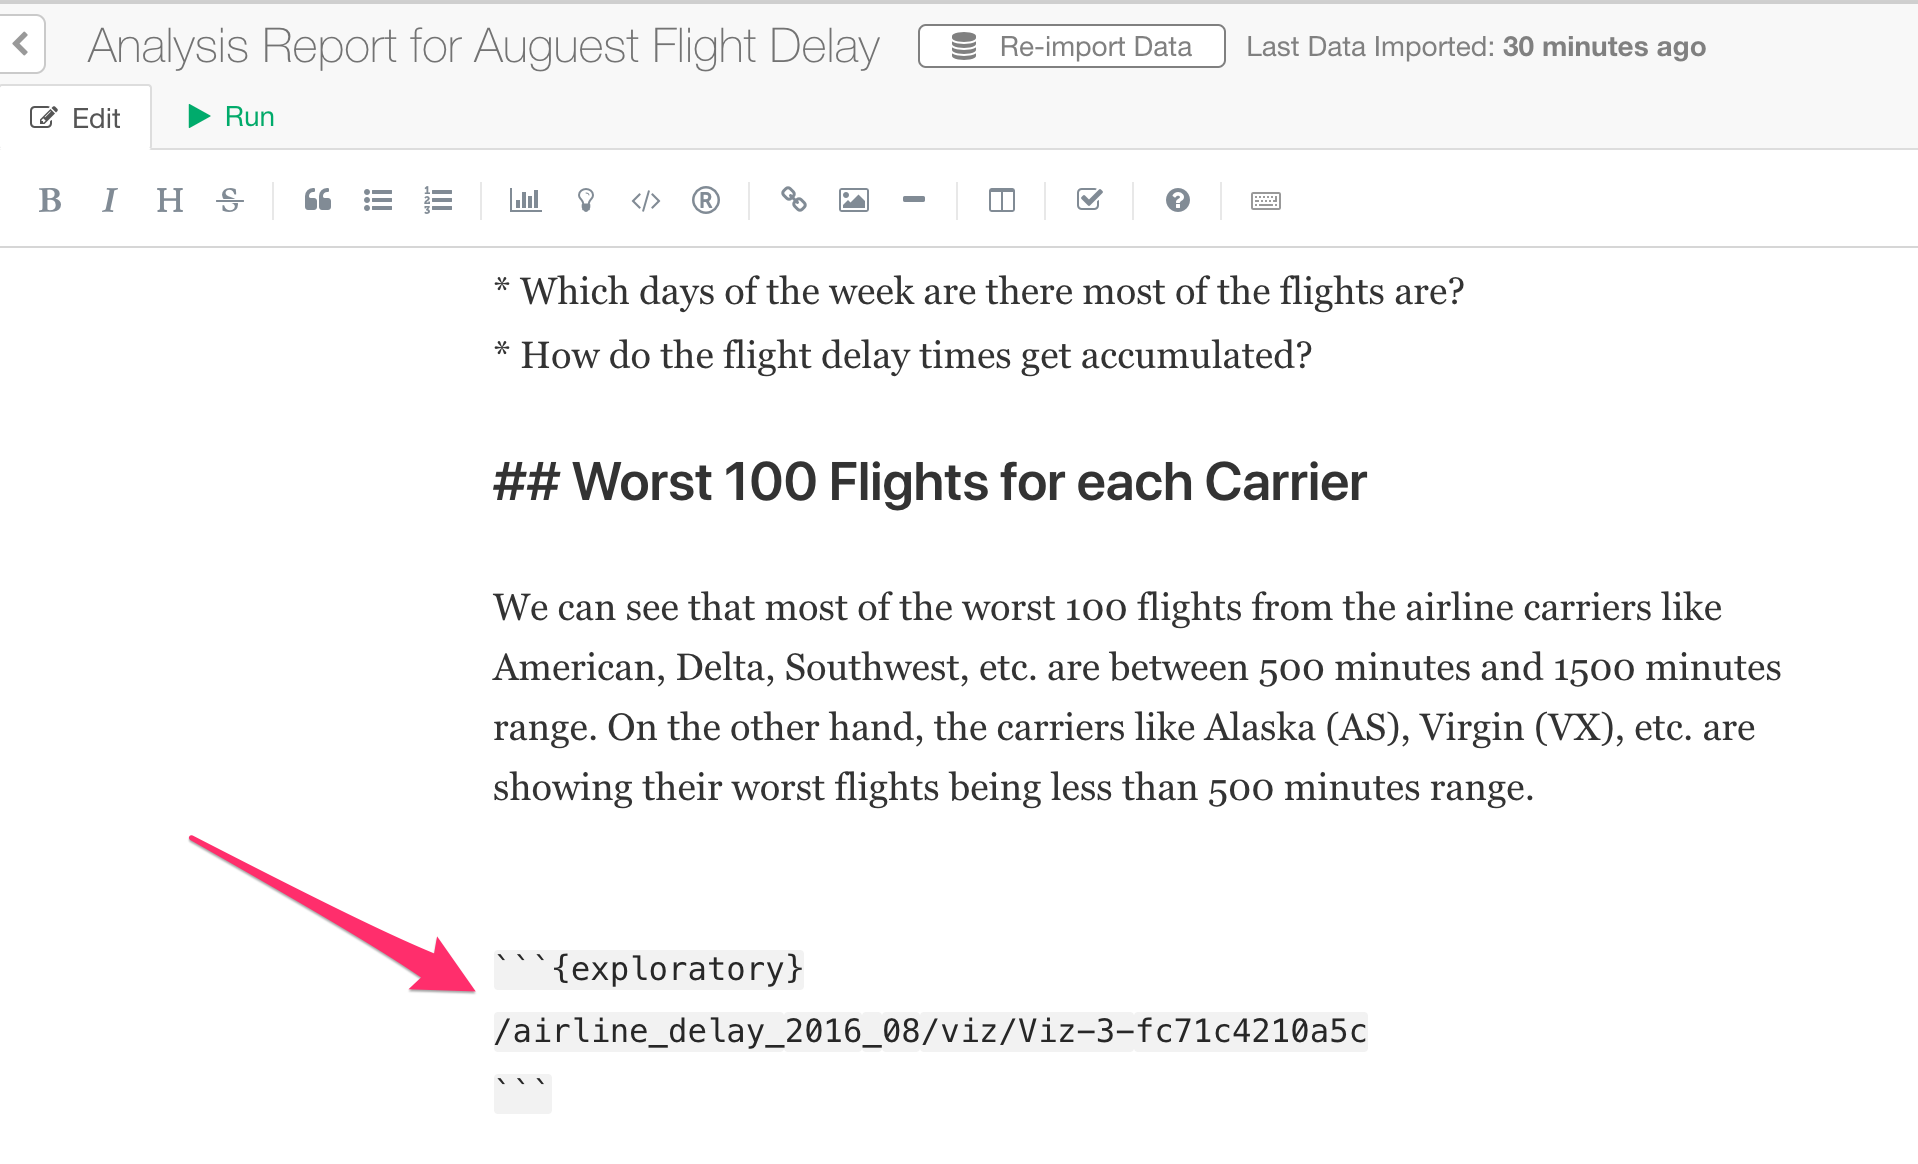 Analysis Report for Auguest Flight Delay Re-import Data Last Data Imported: 30 minutes ago
Edit Run
B I H S </> ® ?
* Which days of the week are there most of the flights are?
* How do the flight delay times get accumulated?
## Worst 100 Flights for each Carrier
We can see that most of the worst 100 flights from the airline carriers like
American, Delta, Southwest, etc. are between 500 minutes and 1500 minutes
range. On the other hand, the carriers like Alaska (AS), Virgin (VX), etc. are
showing their worst flights being less than 500 minutes range.
```{exploratory}
/airline_delay_2016_08/viz/Viz-3-fc71c4210a5c
```